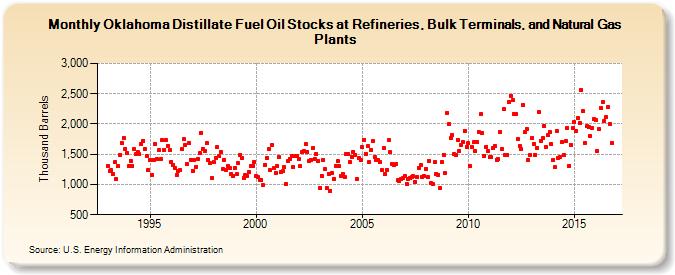 Monthly Oklahoma Distillate Fuel Oil Stocks at Refineries, Bulk Terminals, and Natural Gas
Plants
Thousand Barrels
3,000
2,500
2,000
1,500
1,000
500
1995
2000
2005
2010
2015
Source: U.S. Energy Information Administration